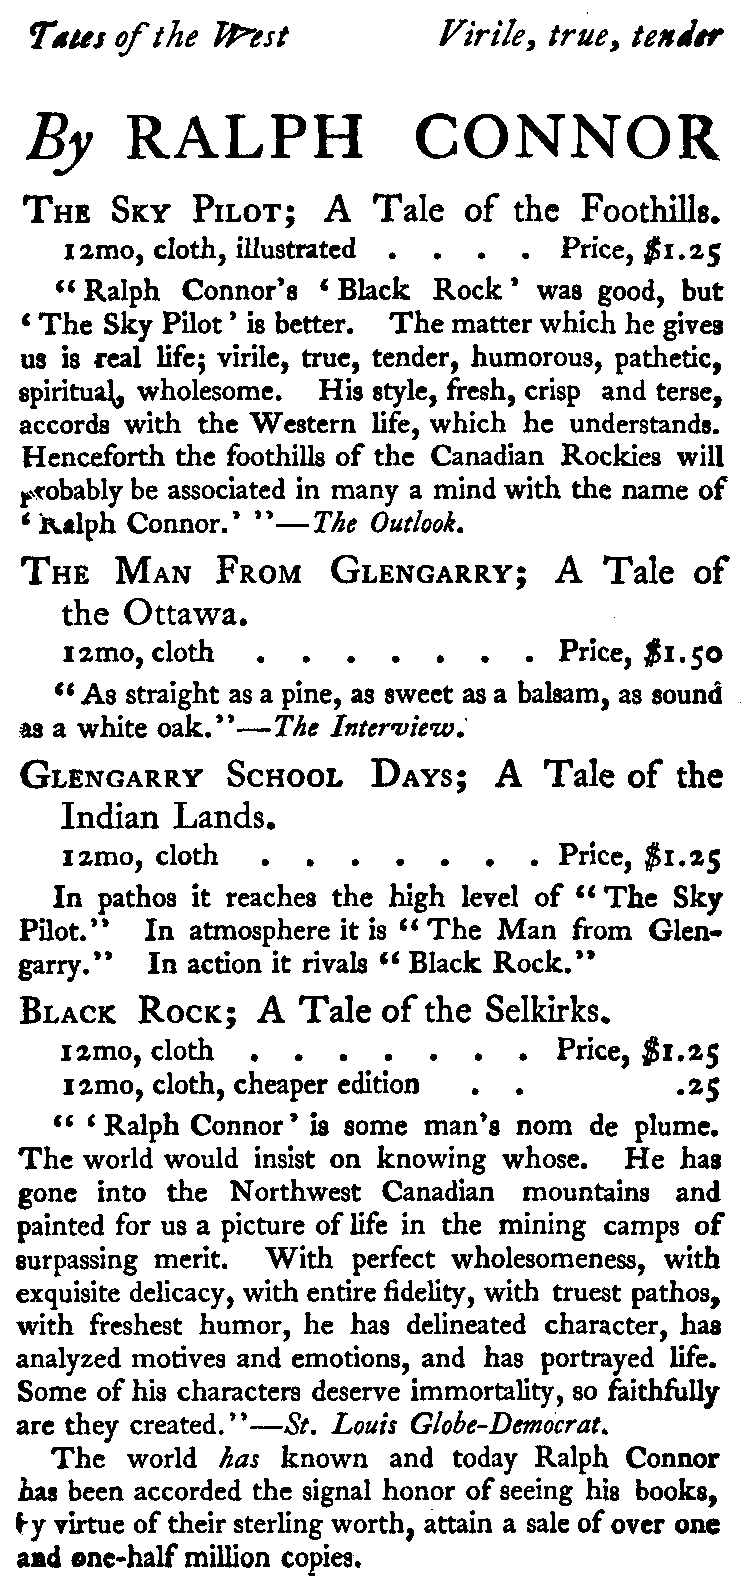 Tales of the West Virile, true, tender
By RALPH CONNOR
THE SKY PILOT; A Tale of the Foothills.
12mo, cloth, illustrated . . . . Price, $1.25
“Ralph Connor's ‘Black Rock’ was good, but
‘The Sky Pilot’ is better. The matter which he gives
us is real life; virile, true, tender, humorous, pathetic,
spiritual, wholesome. His style, fresh, crisp and terse,
accords with the Western life, which he understands.
Henceforth the foothills of the Canadian Rockies will
probably be associated in many a mind with the name of
‘Ralph Connor.’ ”—The Outlook.
THE MAN FROM GLENGARRY; A Tale of
the Ottawa.
12mo, cloth . . . . . . . Price, $1.50
“As straight as a pine, as sweet as a balsam, as sound
as a white oak.”—The Interview.
GLENGARRY SCHOOL DAYS; A Tale of the
Indian Lands.
12mo, cloth . . . . . . . Price, $1.25
In pathos it reaches the high level of “The Sky
Pilot.” In atmosphere it is “The Man from Glen-
garry.” In action it rivals “Black Rock.”
BLACK ROCK; A Tale of the Selkirks.
12mo, cloth . . . . . . . Price, $1.25
12mo, cloth, cheaper edition . . .25
“ ‘Ralph Connor’ is some man's nom de plume.
The world would insist on knowing whose. He has
gone into the Northwest Canadian mountains and
painted for us a picture of life in the mining camps of
surpassing merit. With perfect wholesomeness, with
exquisite delicacy, with entire fidelity, with truest pathos,
with freshest humor, he has delineated character, has
analyzed motives and emotions, and has portrayed life.
Some of his characters deserve immortality, so faithfully
are they created.”—St. Louis Globe-Democrat.
The world has known and today Ralph Connor
has been accorded the signal honor of seeing his books,
by virtue of their sterling worth, attain a sale of over one
and one-half million copies.